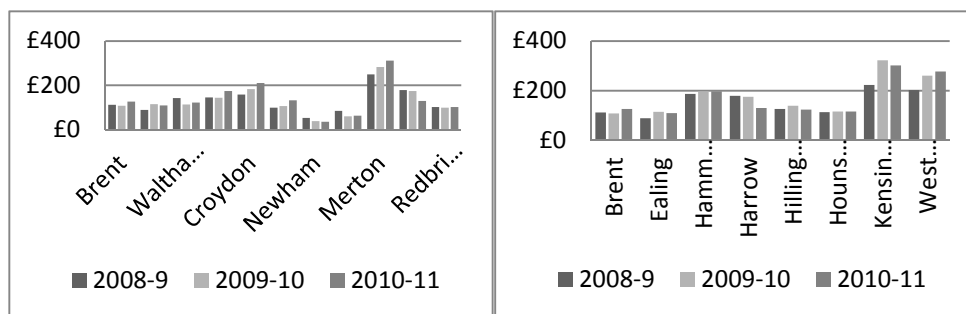 £400
£200
£0
Brent
Waltha...
Croydon
Newham
Merton
Redbri...
2008-9 2009-10 2010-11
£400
£200
£0
Brent
Ealing
Hamm...
Harrow
Hilling...
Houns...
Kensin...
West...
2008-9 2009-10 2010-11